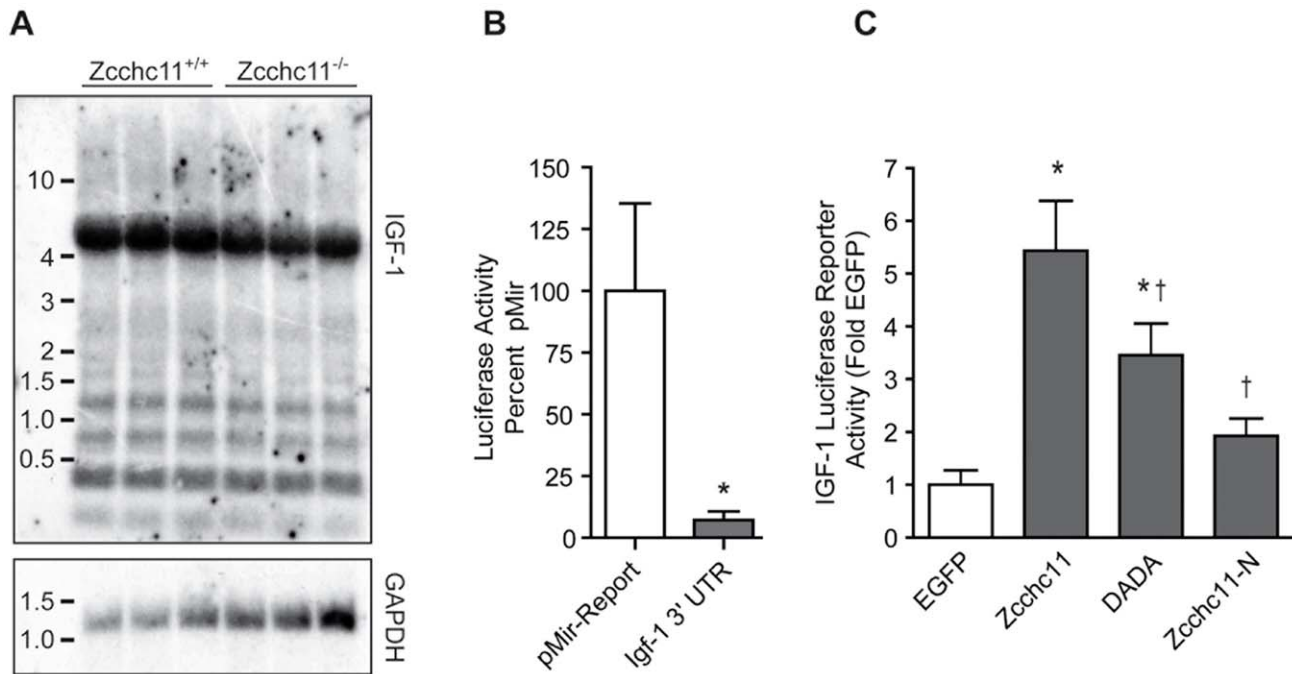 A
Zcchc11+/+ Zcchc11-/-
10
4
3
2
1.5
1.0
0.5
IGF-1
1.5
1.0
GAPDH
B
Luciferase Activity
Percent pMir
150
125
100
75
50
25
0
*
pMir-Report
Igf-1 3' UTR
C
IGF-1 Luciferase Reporter
Activity (Fold EGFP)
7
6
5
4
3
2
1
0
*
*†
†
EGFP
Zcchc11
DADA
Zcchc11-N